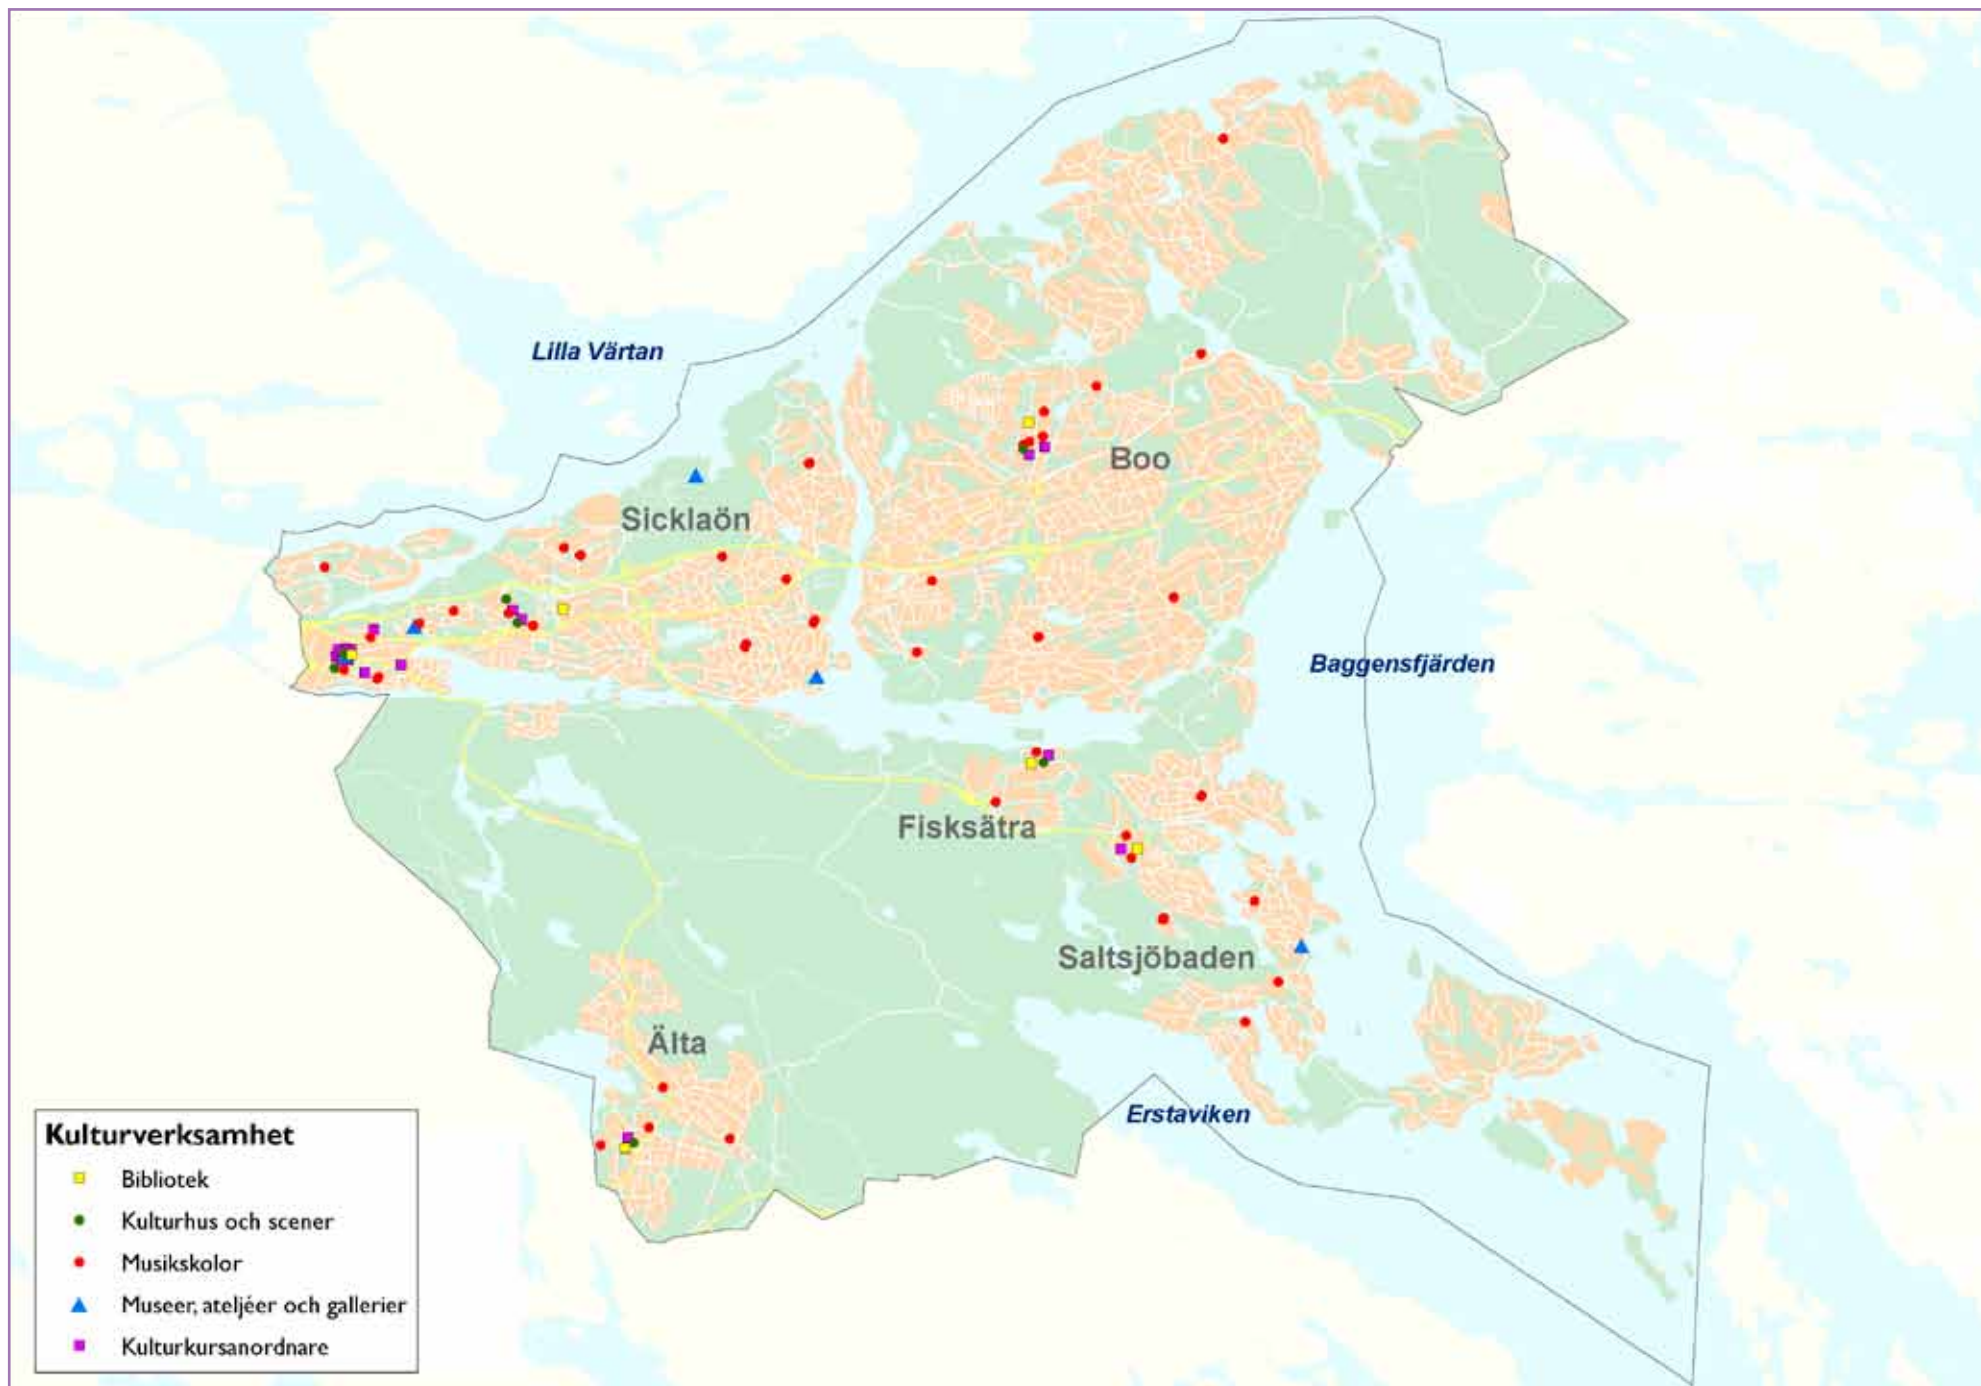 Lilla Värtan
Boo
Sicklaön
Baggensfjärden
Fisksätra
Saltsjöbaden
Älta
Erstaviken
Kulturverksamhet
Bibliotek
Kulturhus och scener
Musikskolor
Museer, ateljéer och gallerier
Kulturkursanordnare